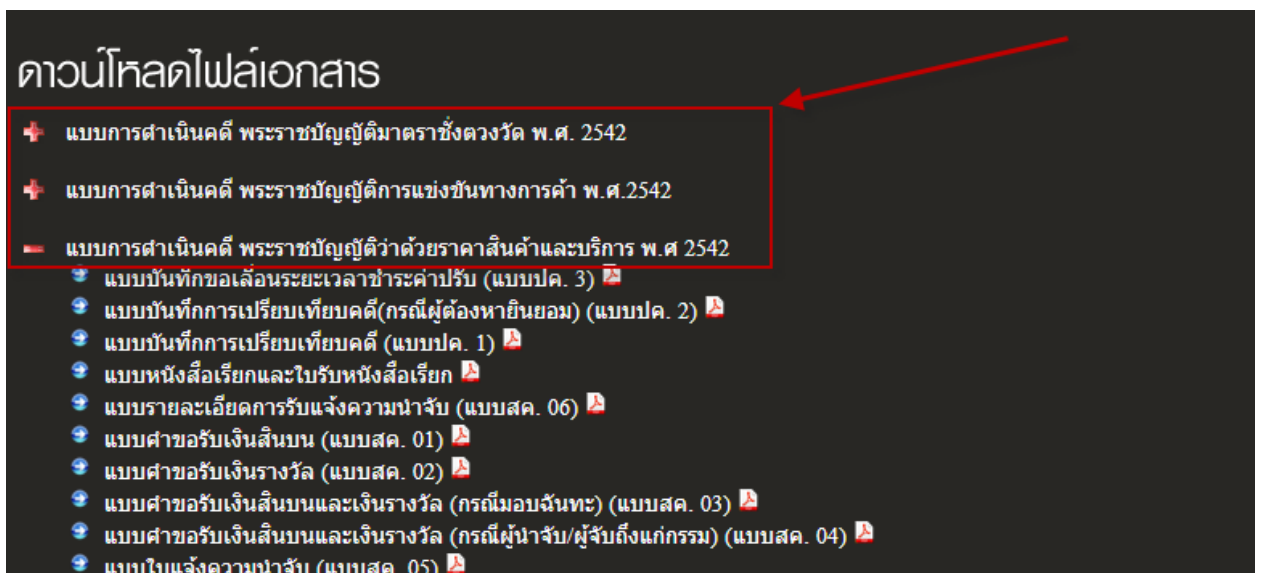 ดาวน์โหลดไฟล์เอกสาร
แบบการดำเนินคดี พระราชบัญญัติมาตราชั่งตวงวัด พ.ศ. 2542
แบบการดำเนินคดี พระราชบัญญัติการแข่งขันทางการค้า พ.ศ.2542
แบบการดำเนินคดี พระราชบัญญัติว่าด้วยราคาสินค้าและบริการ พ.ศ 2542
แบบบันทึกขอเลื่อนระยะเวลาชำระค่าปรับ (แบบปค. 3)
แบบบันทึกการเปรียบเทียบคดี(กรณีผู้ต้องหายินยอม) (แบบปค. 2)
แบบบันทึกการเปรียบเทียบคดี (แบบปค. 1)
แบบหนังสือเรียกและใบรับหนังสือเรียก
แบบรายละเอียดการรับแจ้งความนำจับ (แบบสค. 06)
แบบคำขอรับเงินสินบน (แบบสค. 01)
แบบคำขอรับเงินรางวัล (แบบสค. 02)
แบบคำขอรับเงินสินบนและเงินรางวัล (กรณีมอบฉันทะ) (แบบสค. 03)
แบบคำขอรับเงินสินบนและเงินรางวัล (กรณีผู้นำจับ/ผู้จับถึงแก่กรรม) (แบบสค. 04)
แบบใบแจ้งความนำจับ (แบบสค. 05)